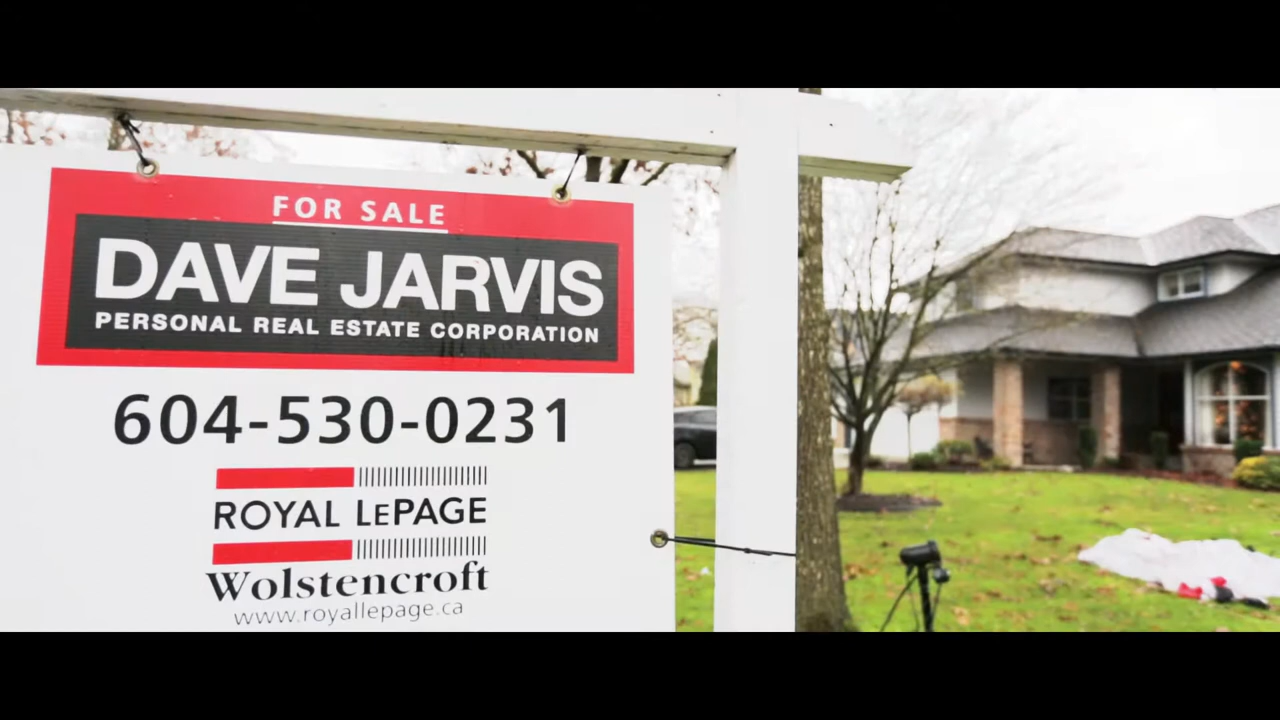 FOR SALE
DAVE JARVIS
PERSONAL REAL ESTATE CORPORATION
604-530-0231
ROYAL LEPAGE
Wolstencroft
www.royallepage.ca